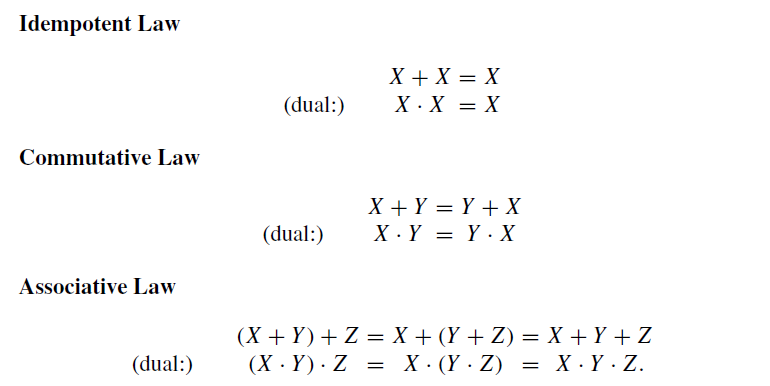 Idempotent Law
X + X = X
(dual:) X · X = X
Commutative Law
X + Y = Y + X
(dual:) X · Y = Y · X
Associative Law
(X + Y) + Z = X + (Y + Z) = X + Y + Z
(dual:) (X · Y) · Z = X · (Y · Z) = X · Y · Z.